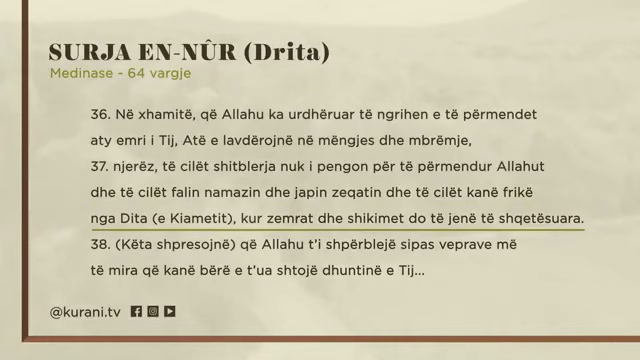 SURJA EN-NÛR (Drita)
Medinase - 64 vargje
36. Në xhamitë, që Allahu ka urdhëruar të ngrihen e të përmendet
aty emri i Tij, Atë e lavdërojnë në mëngjes dhe mbrëmje,
37. njerëz, të cilët shitblerja nuk i pengon për të përmendur Allahut
dhe të cilët falin namazin dhe japin zeqatin dhe të cilët kanë frikë
nga Dita (e Kiametit), kur zemrat dhe shikimet do të jenë të shqetësuara.
38. (Këta shpresojnë) që Allahu t'i shpërblejë sipas veprave më
të mira që kanë bërë e t'ua shtojë dhuntinë e Tij...
@kurani.tv